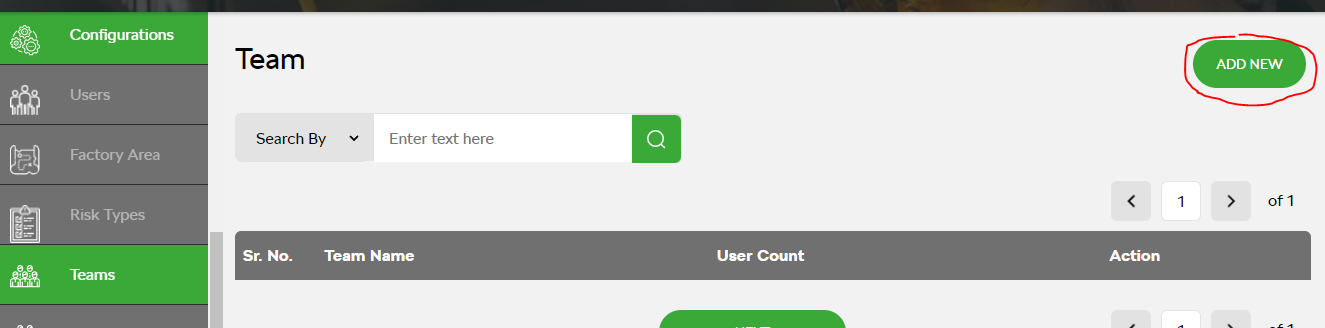 Configurations
Users
Factory Area
Risk Types
Teams
Team
ADD NEW
Search By
Enter text here
1 of 1
Sr. No. Team Name User Count Action